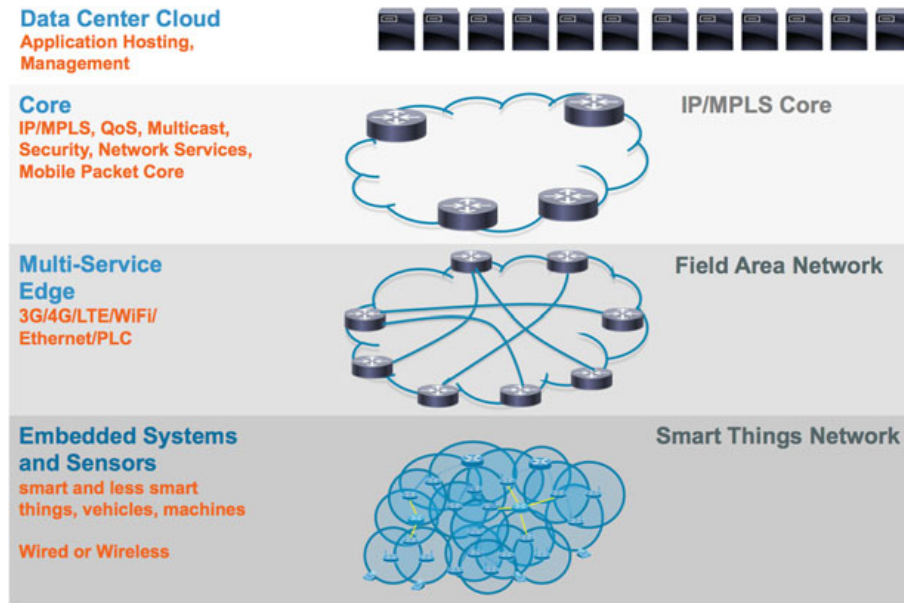 Data Center Cloud
Application Hosting,
Management
Core
IP/MPLS Core
IP/MPLS, QoS, Multicast,
Security, Network Services,
Mobile Packet Core
Multi-Service
Edge
Field Area Network
3G/4G/LTE/WiFi/
Ethernet/PLC
Embedded Systems
and Sensors
Smart Things Network
smart and less smart
things, vehicles, machines
Wired or Wireless